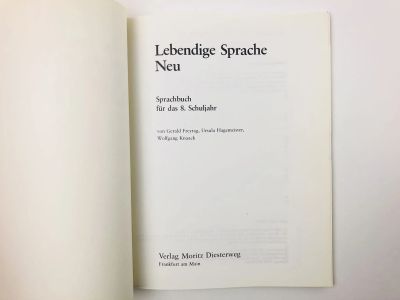 Lebendige Sprache
Neu
Sprachbuch
für das 8. Schuljahr
von Gerald Freytag, Ursula Hagemeister,
Wolfgang Knosch
Verlag Moritz Diesterweg
Frankfurt am Main